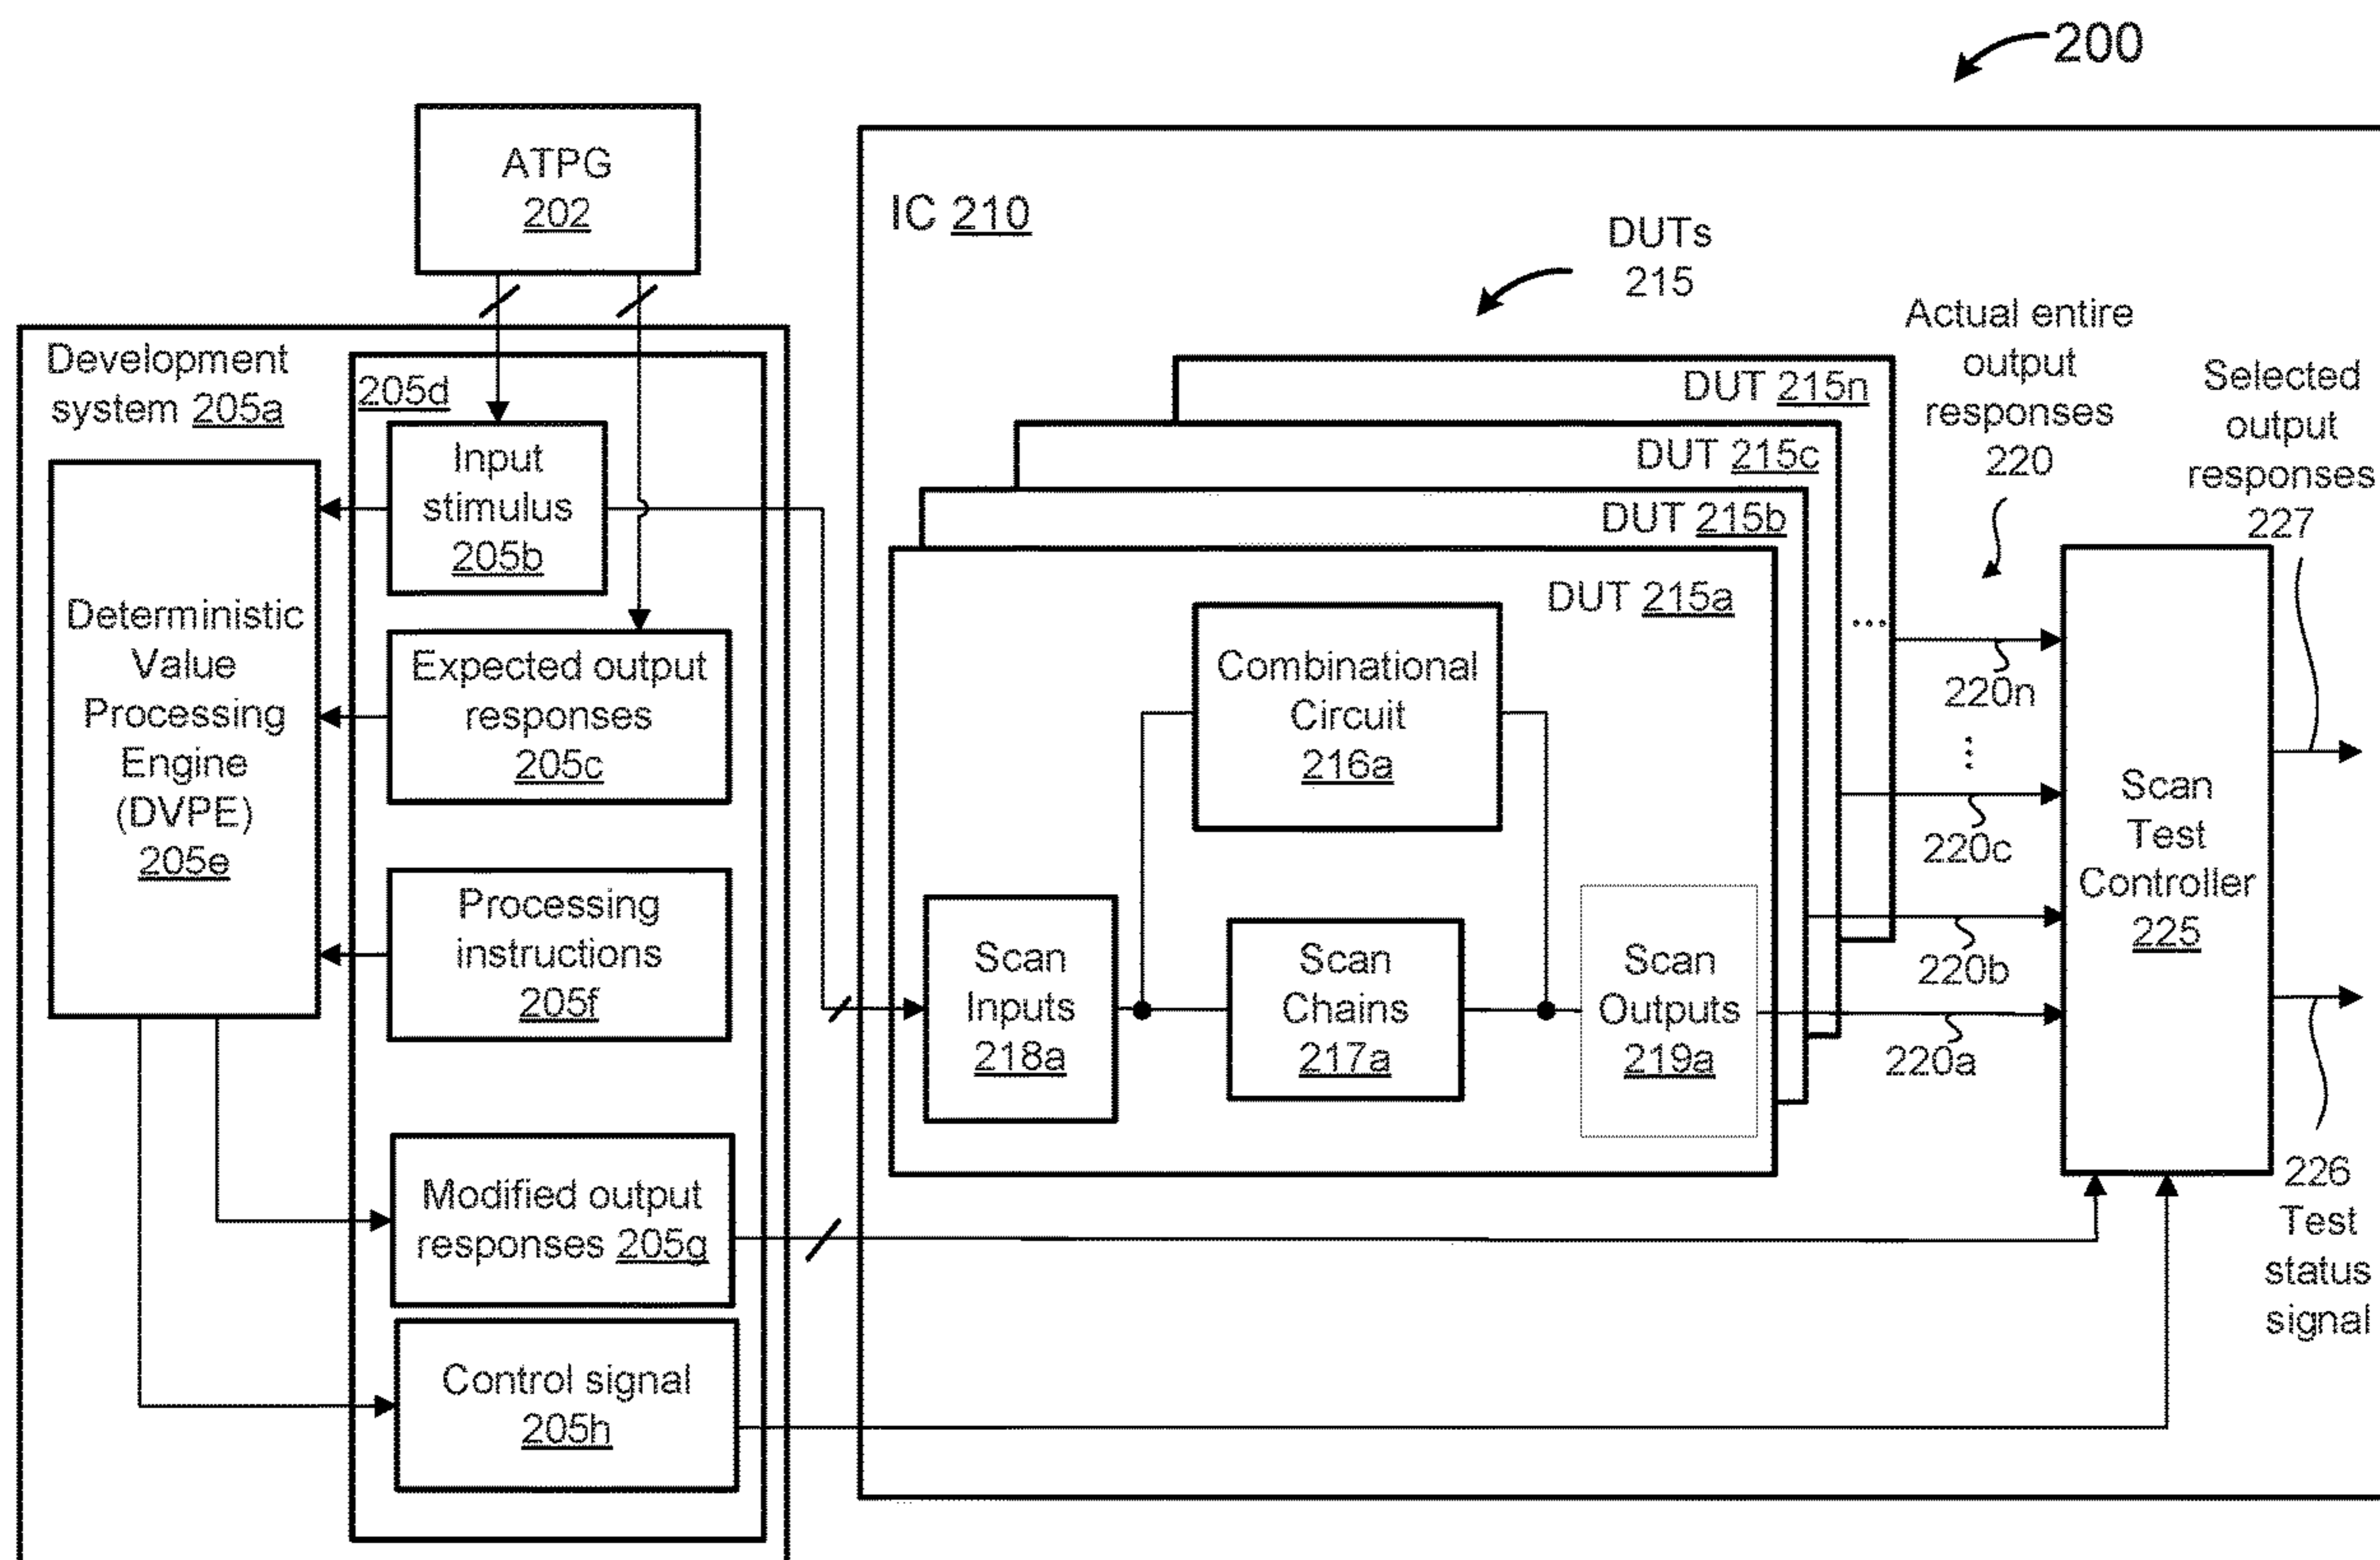 200
ATPG
202
Development
system 205a
205d
Input
stimulus
205b
Deterministic
Value
Processing
Engine
(DVPE)
205e
Expected output
responses
205c
Processing
instructions
205f
Modified output
responses 205g
Control signal
205h
IC 210
DUTs
215
DUT 215n
DUT 215c
DUT 215b
DUT 215a
Combinational
Circuit
216a
Scan
Inputs
218a
Scan
Chains
217a
Scan
Outputs
219a
Actual entire
output
responses
220
...
220n
...
220c
220b
220a
Scan
Test
Controller
225
Selected
output
responses
227
226
Test
status
signal